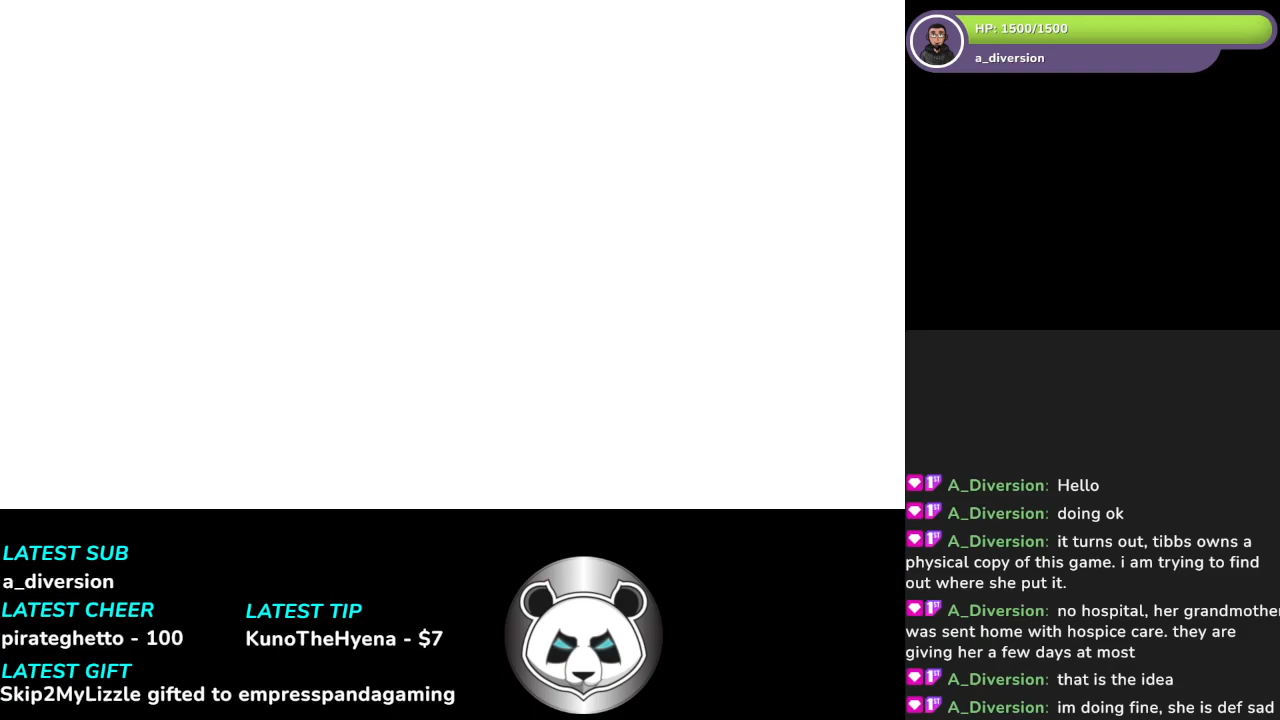 HP: 1500/1500
a_diversion
A_Diversion: Hello
A_Diversion: doing ok
A_Diversion: it turns out, tibbs owns a
physical copy of this game. i am trying to find
out where she put it.
A_Diversion: no hospital, her grandmother
was sent home with hospice care. they are
giving her a few days at most
A_Diversion: that is the idea
A_Diversion: im doing fine, she is def sad
LATEST SUB
a_diversion
LATEST CHEER
pirateghetto - 100
LATEST TIP
KunoTheHyena - $7
LATEST GIFT
Skip2MyLizzle gifted to empresspandagaming